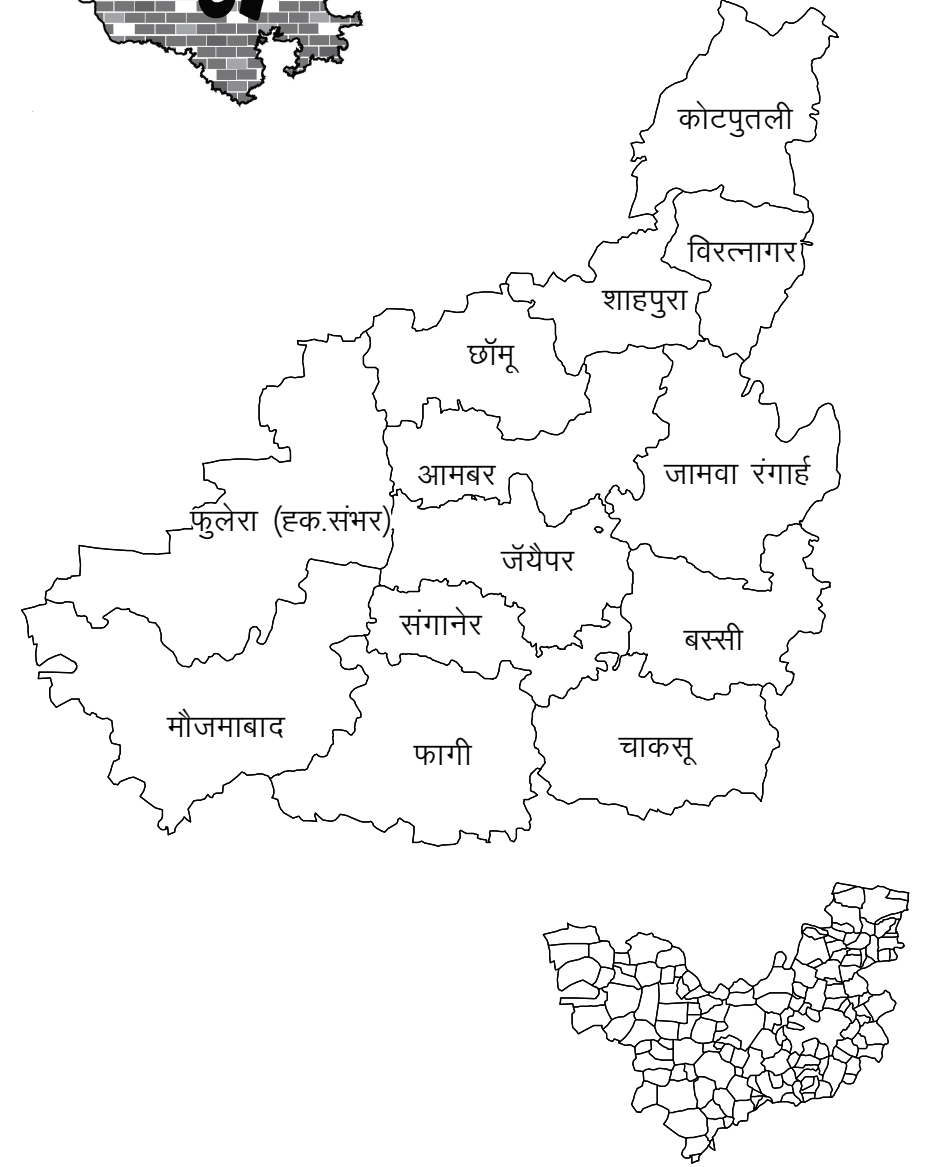 कोटपुतली
विरत्नागर
शाहपुरा
छॉमू
आमबर
जामवा रंगार्ह
फुलेरा (ह्क.संभर)
जॅयैपर
संगानेर
बस्सी
मौजमाबाद
फागी
चाकसू